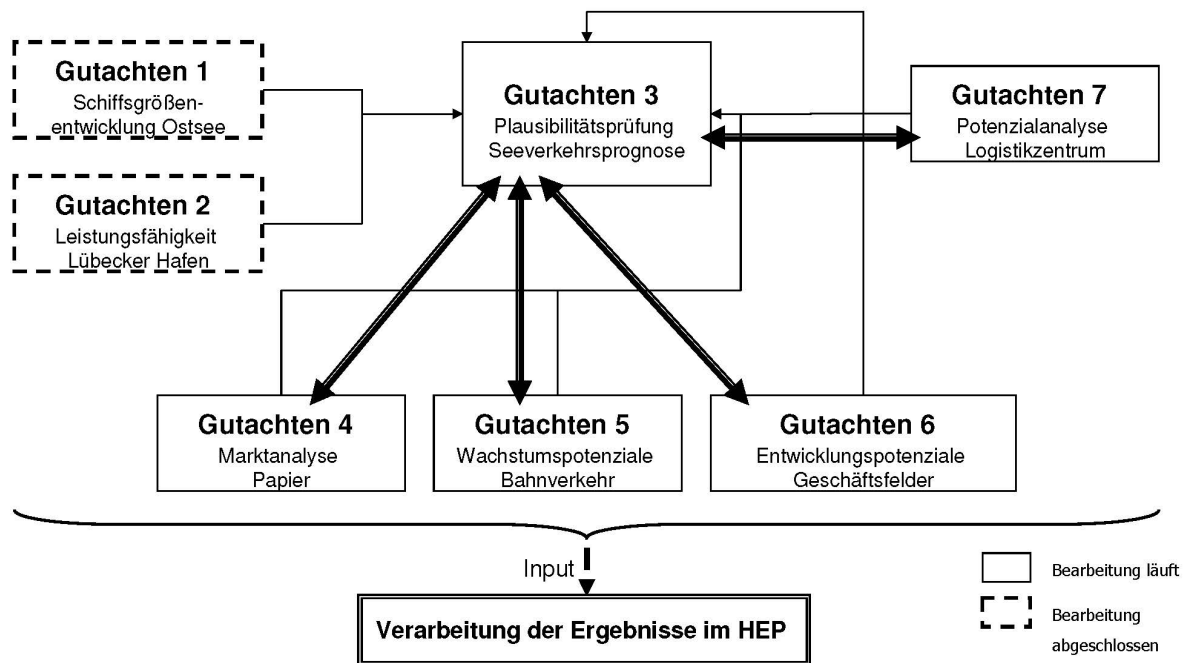 Gutachten 1
Schiffsgrößen-
entwicklung Ostsee
Gutachten 2
Leistungsfähigkeit
Lübecker Hafen
Gutachten 3
Plausibilitätsprüfung
Seeverkehrsprognose
Gutachten 7
Potenzialanalyse
Logistikzentrum
Gutachten 4
Marktanalyse
Papier
Gutachten 5
Wachstumspotenziale
Bahnverkehr
Gutachten 6
Entwicklungspotenziale
Geschäftsfelder
Input
Verarbeitung der Ergebnisse im HEP
Bearbeitung läuft
Bearbeitung
abgeschlossen